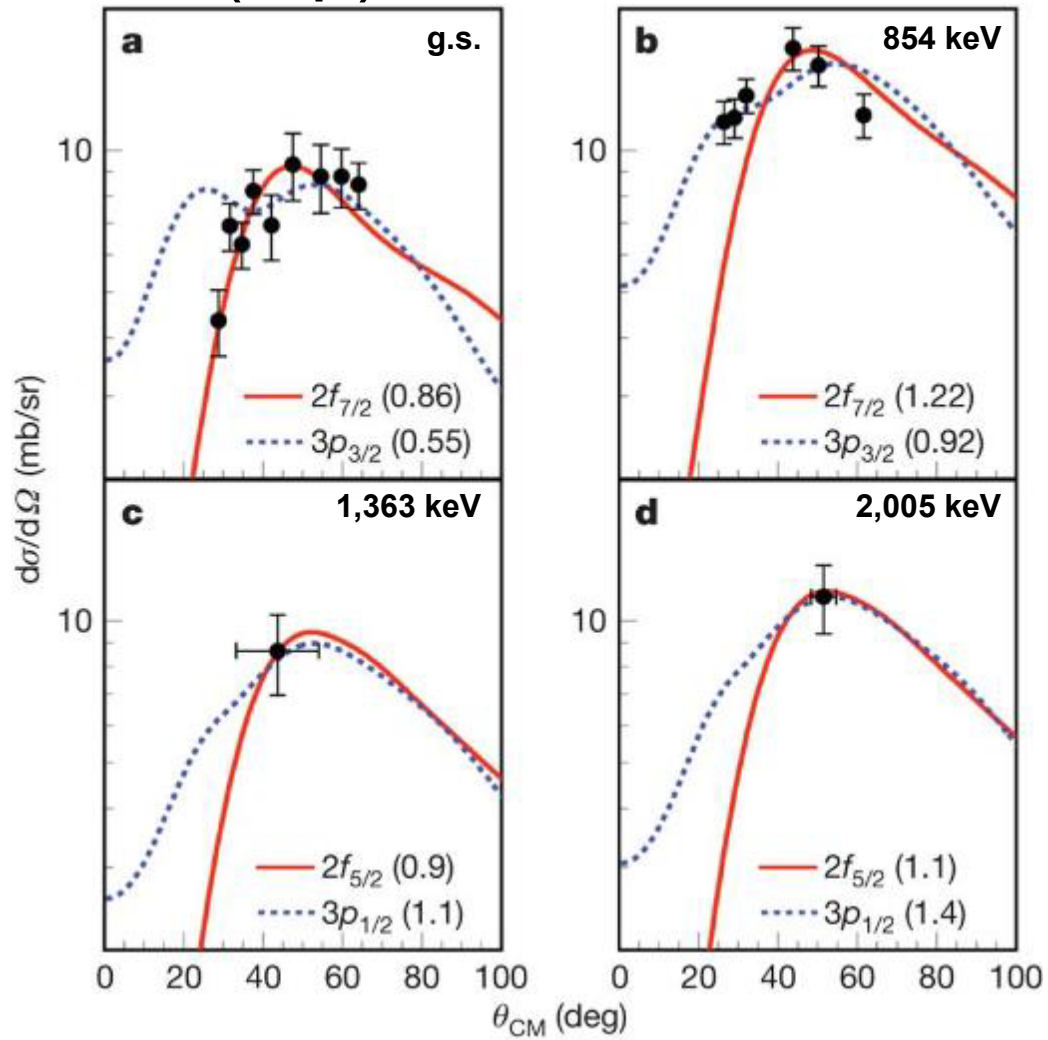 a g.s.
b 854 keV
10
2f7/2 (0.86)
3p3/2 (0.55)
2f7/2 (1.22)
3p3/2 (0.92)
dσ/dΩ (mb/sr)
c 1,363 keV
d 2,005 keV
10
2f5/2 (0.9)
3p1/2 (1.1)
2f5/2 (1.1)
3p1/2 (1.4)
0 20 40 60 80 100
0 20 40 60 80 100
θCM (deg)